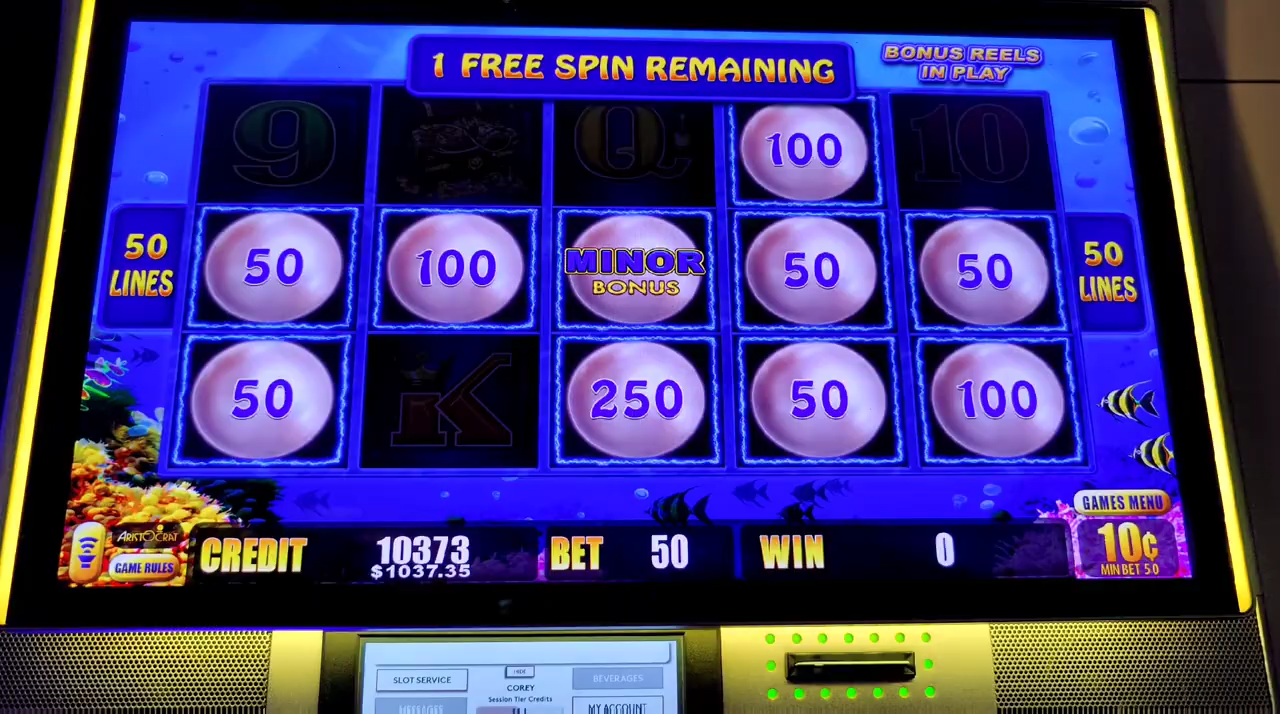 1 FREE SPIN REMAINING
BONUS REELS
IN PLAY
9
Q
100
10
50
LINES
50
100
MINOR
BONUS
50
50
50
LINES
50
K
250
50
100
GAMES MENU
ARISTOCRAT
GAME RULES
CREDIT
10373
$1037.35
BET
50
WIN
0
10¢
MIN BET 50
SLOT SERVICE
HIDE
COREY
Session Tier Credits
BEVERAGES
MESSAGES
MY ACCOUNT